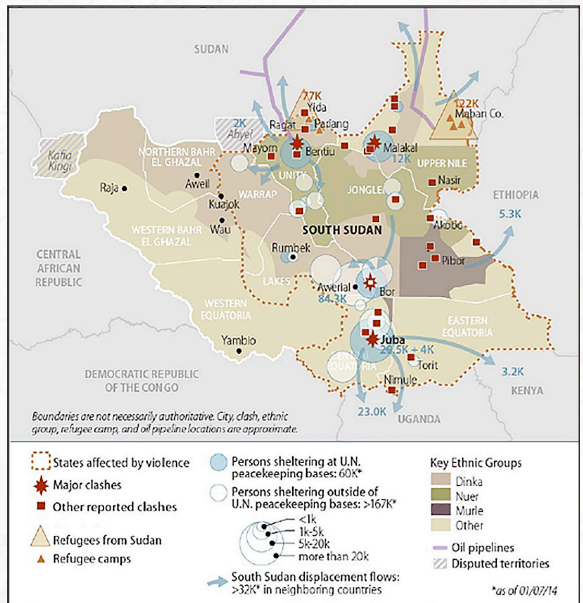 SUDAN
77K
Yida
Pariang
122K
Maban Co.
2K
Abyei
Ragat
Mayom
Bentiu
Malakal
12K
Kafia
Kingi
NORTHERN BAHR
EL GHAZAL
UNITY
UPPER NILE
Nasir
Raja
Aweil
WARRAP
JONGLEI
ETHIOPIA
Kuajok
WESTERN BAHR
EL GHAZAL
Wau
SOUTH SUDAN
Akobo
5.3K
CENTRAL
AFRICAN
REPUBLIC
Rumbek
Pibor
LAKES
Awerial
84.3K
Bor
WESTERN
EQUATORIA
EASTERN
EQUATORIA
Yambio
Juba
29.5K + 4K
EQUATORIA
Torit
3.2K
DEMOCRATIC REPUBLIC
OF THE CONGO
Nimule
KENYA
23.0K
UGANDA
Boundaries are not necessarily authoritative. City, clash, ethnic
group, refugee camp, and oil pipeline locations are approximate.
States affected by violence
Major clashes
Other reported clashes
Refugees from Sudan
Refugee camps
Persons sheltering at U.N.
peacekeeping bases: 60K*
Persons sheltering outside of
U.N. peacekeeping bases: >167K*
<1k
1k-5k
5k-20k
more than 20k
South Sudan displacement flows:
>32K* in neighboring countries
Key Ethnic Groups
Dinka
Nuer
Murle
Other
Oil pipelines
Disputed territories
*as of 01/07/14